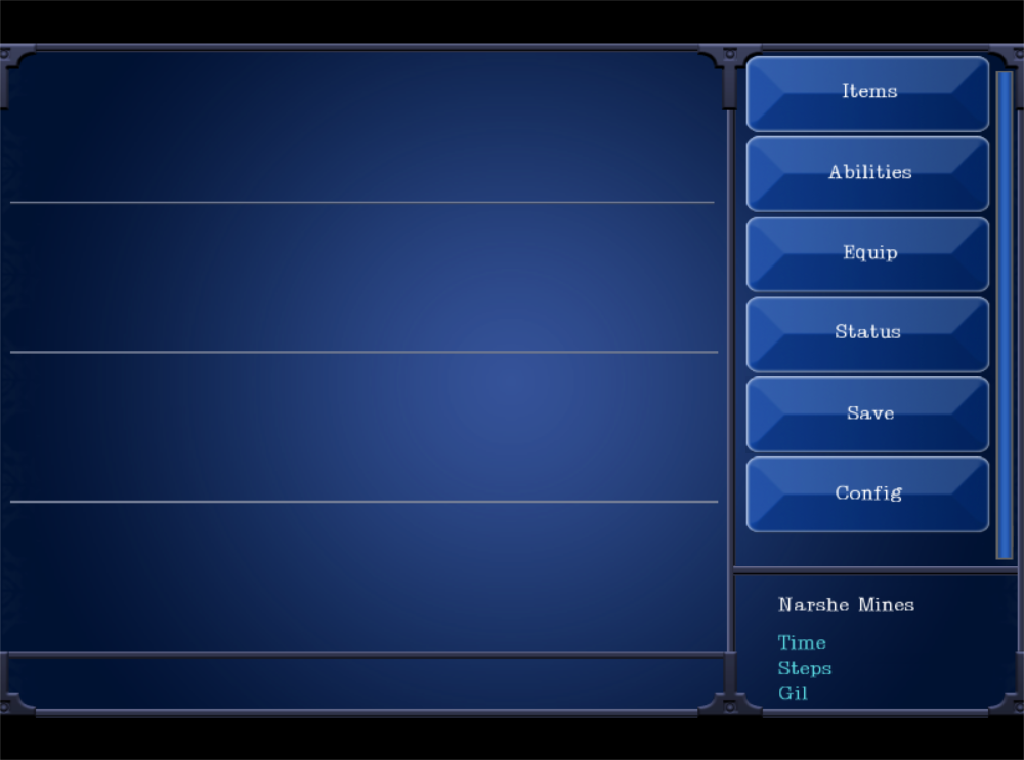 Items
Abilities
Equip
Status
Save
Config
Narshe Mines
Time
Steps
Gil